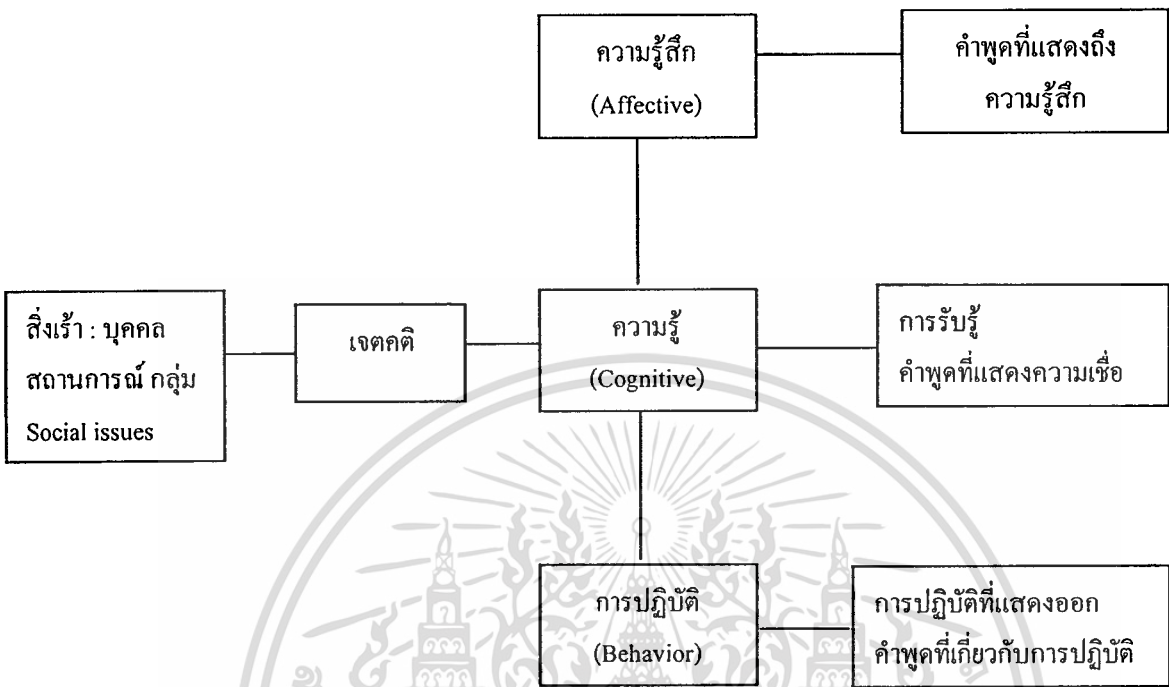 ความรู้สึก
(Affective)
คำพูดที่แสดงถึง
ความรู้สึก
สิ่งเร้า : บุคคล
สถานการณ์ กลุ่ม
Social issues
เจตคติ
ความรู้
(Cognitive)
การรับรู้
คำพูดที่แสดงความเชื่อ
การปฏิบัติ
(Behavior)
การปฏิบัติที่แสดงออก
คำพูดที่เกี่ยวกับการปฏิบัติ